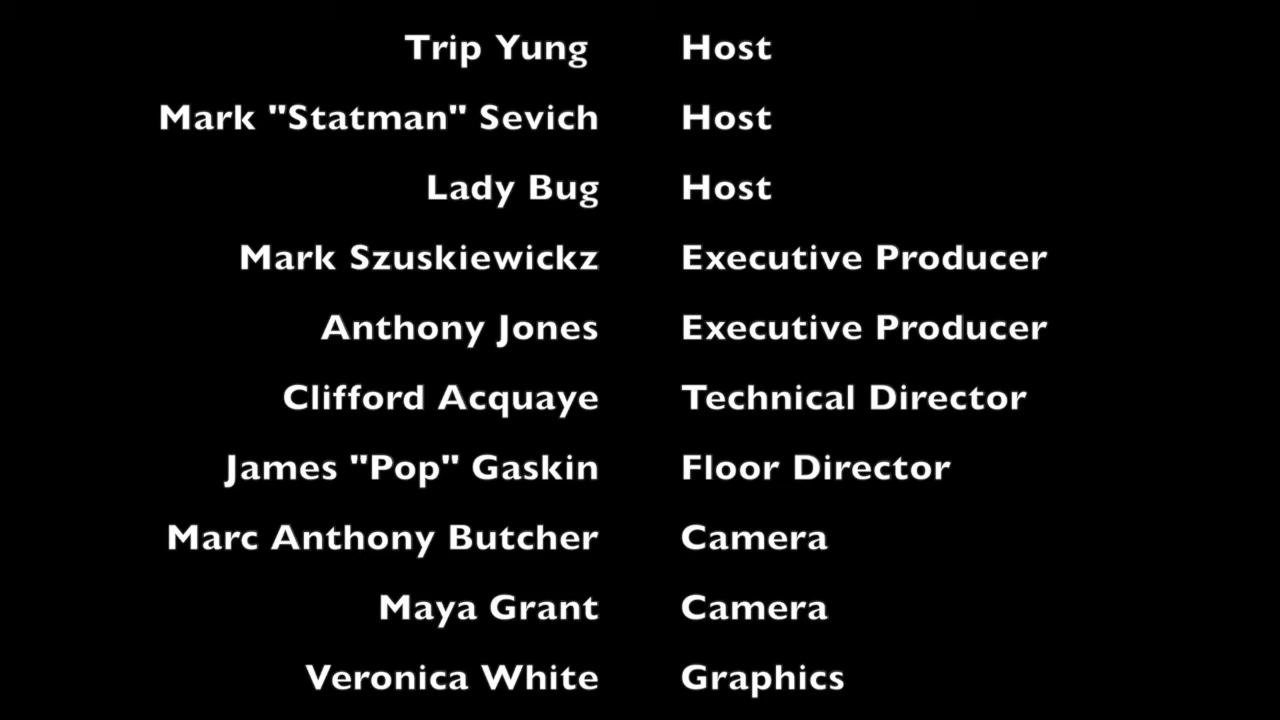 Trip Yung Host
Mark "Statman" Sevich Host
Lady Bug Host
Mark Szuskiewickz Executive Producer
Anthony Jones Executive Producer
Clifford Acquaye Technical Director
James "Pop" Gaskin Floor Director
Marc Anthony Butcher Camera
Maya Grant Camera
Veronica White Graphics